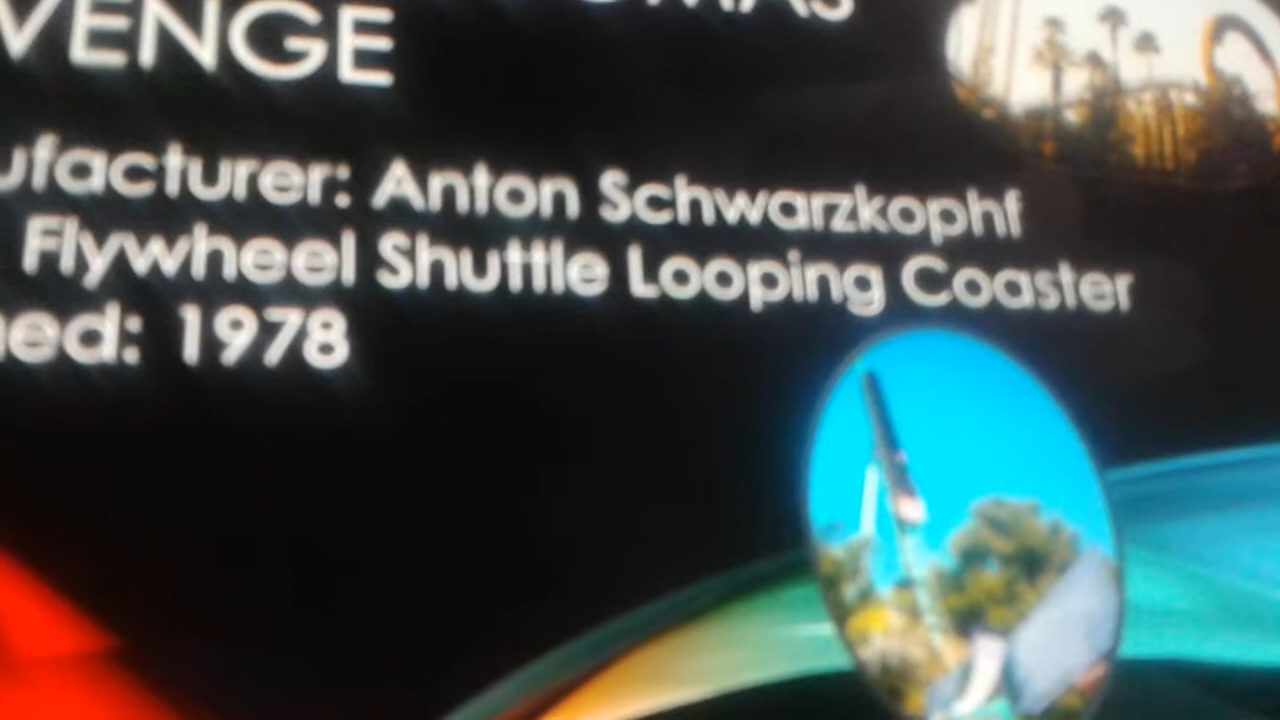 VENGE
ufacturer: Anton Schwarzkophf
Flywheel Shuttle Looping Coaster
ned: 1978